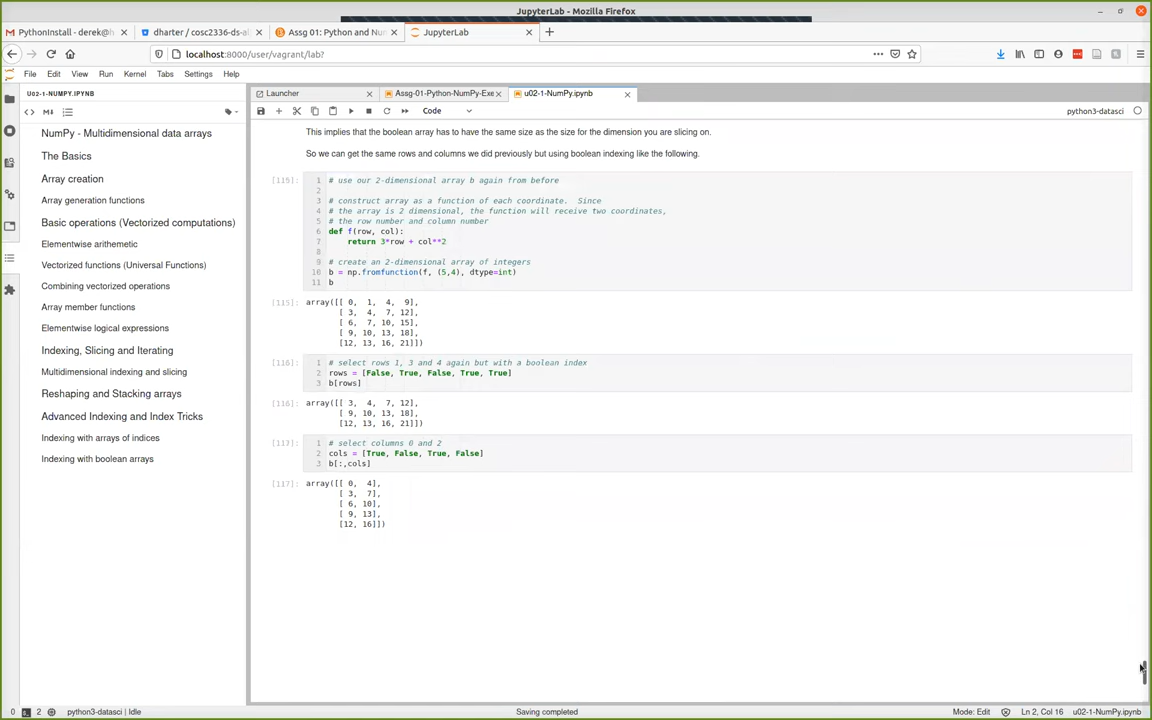 JupyterLab - Mozilla Firefox
PythonInstall - derek@h
dharter / cosc2336-ds-al
Assg 01: Python and Num
JupyterLab
localhost:8000/user/vagrant/lab?
File Edit View Run Kernel Tabs Settings Help
U02-1-NUMPY.IPYNB
Launcher
Assg-01-Python-NumPy-Exe
u02-1-NumPy.ipynb
Code
python3-datasci
NumPy - Multidimensional data arrays
The Basics
Array creation
Array generation functions
Basic operations (Vectorized computations)
Elementwise arithemetic
Vectorized functions (Universal Functions)
Combining vectorized operations
Array member functions
Elementwise logical expressions
Indexing, Slicing and Iterating
Multidimensional indexing and slicing
Reshaping and Stacking arrays
Advanced Indexing and Index Tricks
Indexing with arrays of indices
Indexing with boolean arrays
This implies that the boolean array has to have the same size as the size for the dimension you are slicing on.
So we can get the same rows and columns we did previously but using boolean indexing like the following.
[115]: 1 # use our 2-dimensional array b again from before
2
3 # construct array as a function of each coordinate.  Since
4 # the array is 2 dimensional, the function will receive two coordinates,
5 # the row number and column number
6 def f(row, col):
7     return 3*row + col**2
8
9 # create an 2-dimensional array of integers
10 b = np.fromfunction(f, (5,4), dtype=int)
11 b
[115]: array([[ 0,  1,  4,  9],
[ 3,  4,  7, 12],
[ 6,  7, 10, 15],
[ 9, 10, 13, 18],
[12, 13, 16, 21]])
[116]: 1 # select rows 1, 3 and 4 again but with a boolean index
2 rows = [False, True, False, True, True]
3 b[rows]
[116]: array([[ 3,  4,  7, 12],
[ 9, 10, 13, 18],
[12, 13, 16, 21]])
[117]: 1 # select columns 0 and 2
2 cols = [True, False, True, False]
3 b[:,cols]
[117]: array([[ 0,  4],
[ 3,  7],
[ 6, 10],
[ 9, 13],
[12, 16]])
0 2 python3-datasci | Idle
Saving completed
Mode: Edit
Ln 2, Col 16
u02-1-NumPy.ipynb